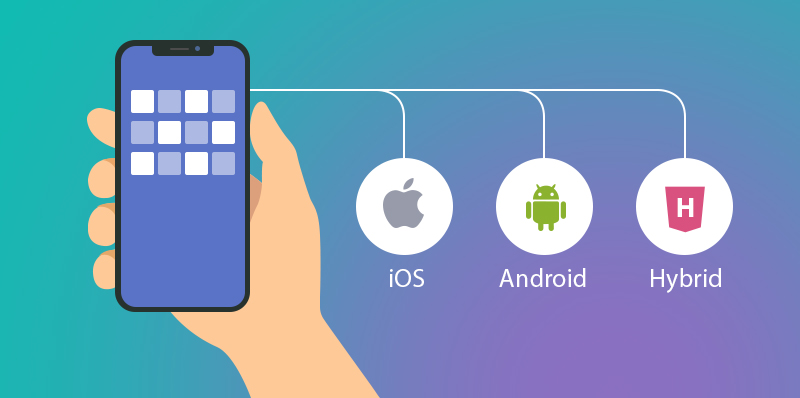 H
iOS
Android
Hybrid